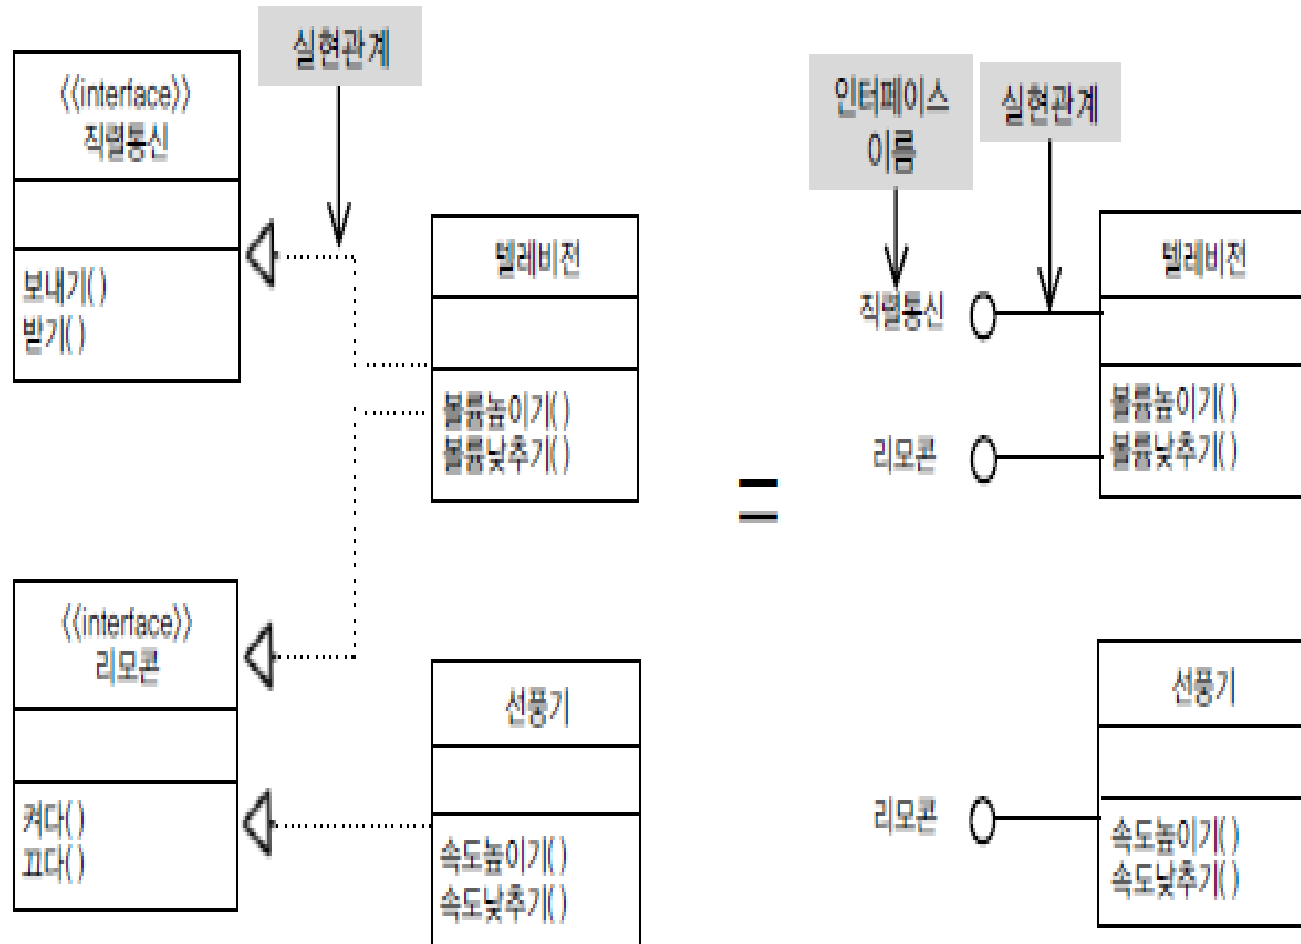 실현관계
<<interface>>
직렬통신
보내기( )
받기( )
텔레비전
볼륨높이기( )
볼륨낮추기( )
<<interface>>
리모콘
켜다( )
끄다( )
선풍기
속도높이기( )
속도낮추기( )
=
인터페이스
이름
실현관계
직렬통신
리모콘
텔레비전
볼륨높이기( )
볼륨낮추기( )
리모콘
선풍기
속도높이기( )
속도낮추기( )